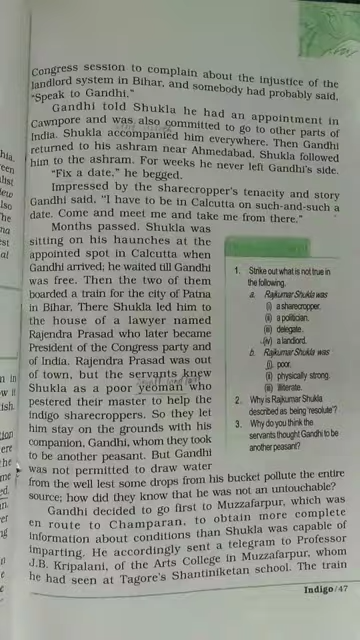 Congress session to complain about the injustice of the
landlord system in Bihar, and somebody had probably said,
"Speak to Gandhi."
Gandhi told Shukla he had an appointment in
Cawnpore and was also committed to go to other parts of
India. Shukla accompanied him everywhere. Then Gandhi
returned to his ashram near Ahmedabad. Shukla followed
him to the ashram. For weeks he never left Gandhi's side.
"Fix a date," he begged.
Impressed by the sharecropper's tenacity and story
Gandhi said, "I have to be in Calcutta on such-and-such a
date. Come and meet me and take me from there."
Months passed. Shukla was
sitting on his haunches at the
appointed spot in Calcutta when
Gandhi arrived; he waited till Gandhi
was free. Then the two of them
boarded a train for the city of Patna
in Bihar. There Shukla led him to
the house of a lawyer named
Rajendra Prasad who later became
President of the Congress party and
of India. Rajendra Prasad was out
of town, but the servants knew
Shukla as a poor yeoman who
pestered their master to help the
indigo sharecroppers. So they let
him stay on the grounds with his
companion, Gandhi, whom they took
to be another peasant. But Gandhi
was not permitted to draw water
from the well lest some drops from his bucket pollute the entire
source; how did they know that he was not an untouchable?
Gandhi decided to go first to Muzzafarpur, which was
en route to Champaran, to obtain more complete
information about conditions than Shukla was capable of
imparting. He accordingly sent a telegram to Professor
J.B. Kripalani, of the Arts College in Muzzafarpur, whom
he had seen at Tagore's Shantiniketan school. The train
1. Strike out what is not true in
the following.
a. Rajkumar Shukla was
(i) a sharecropper.
(ii) a politician.
(iii) delegate.
(iv) a landlord.
b. Rajkumar Shukla was
(i) poor.
(ii) physically strong.
(iii) illiterate.
2. Why is Rajkumar Shukla
described as being 'resolute'?
3. Why do you think the
servants thought Gandhi to be
another peasant?
Indigo/47